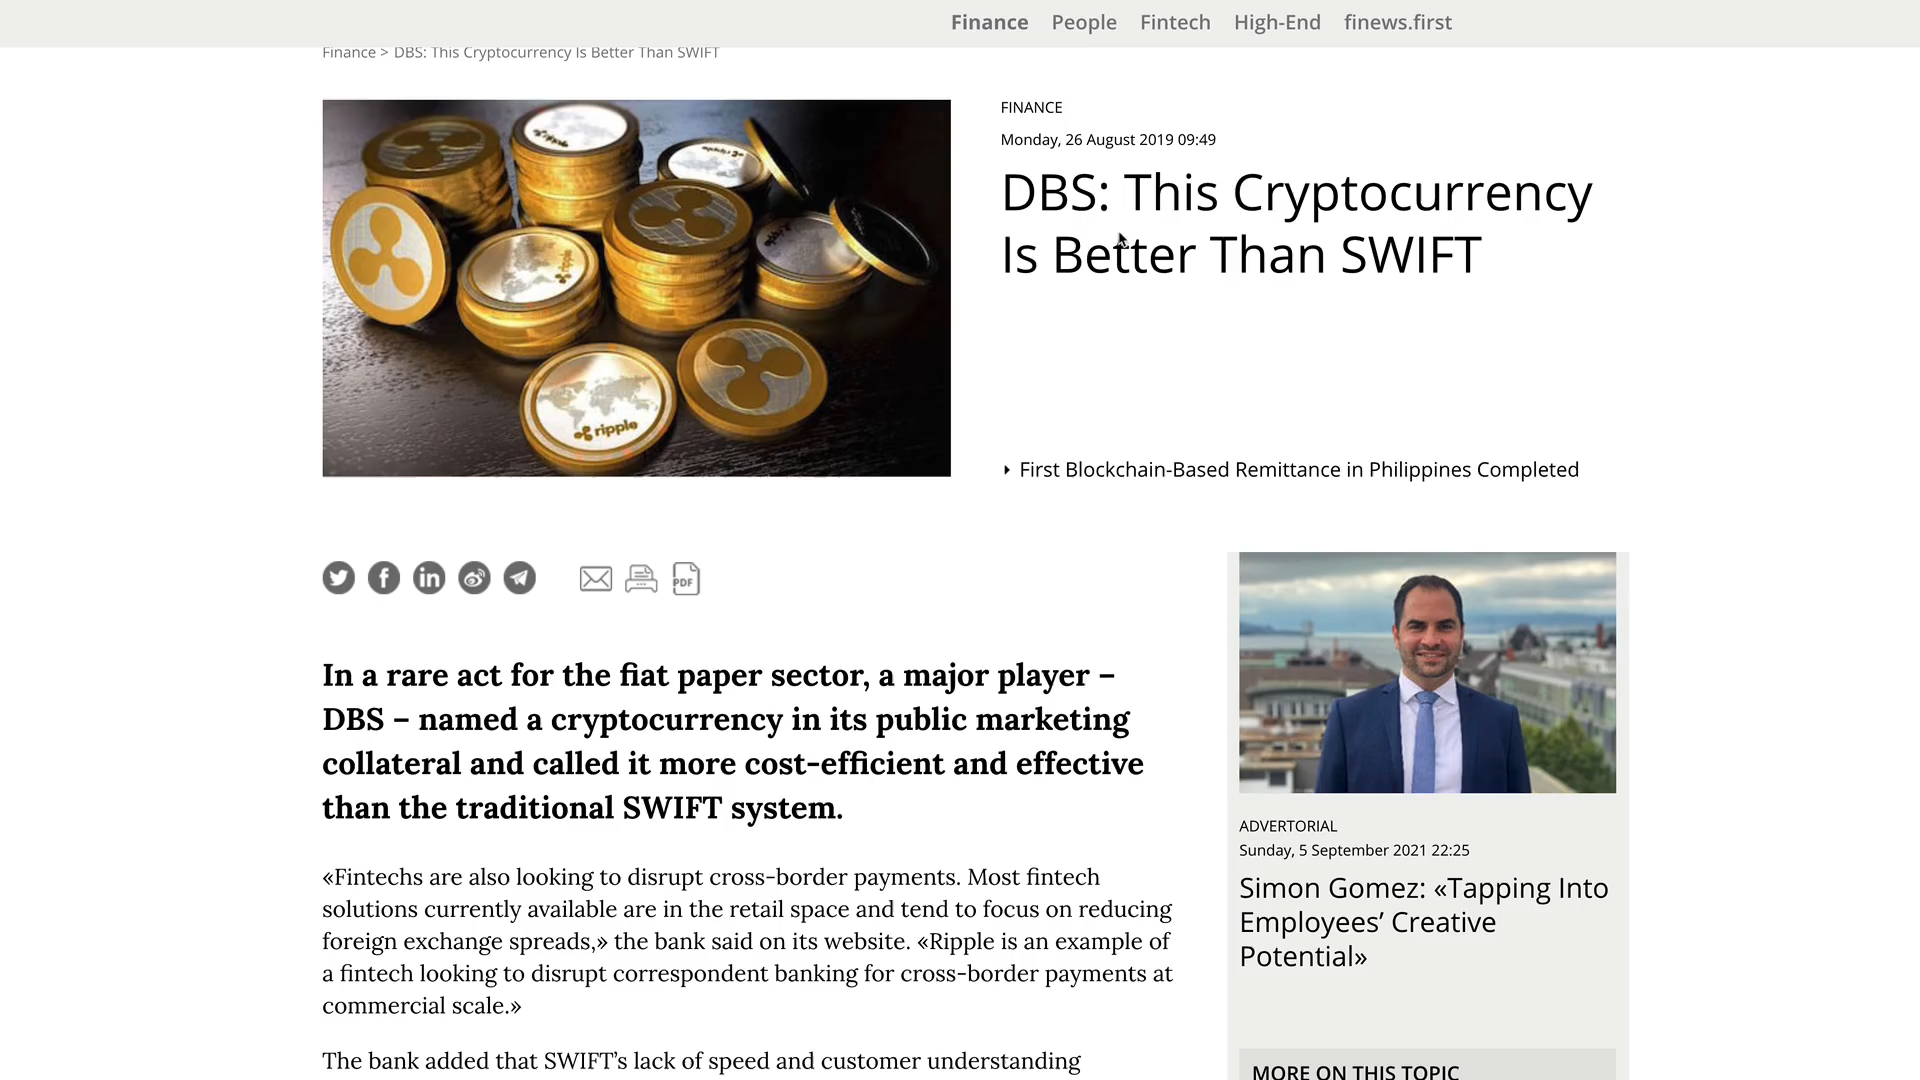 Finance People Fintech High-End finews.first
Finance > DBS: This Cryptocurrency Is Better Than SWIFT
FINANCE
Monday, 26 August 2019 09:49
DBS: This Cryptocurrency
Is Better Than SWIFT
First Blockchain-Based Remittance in Philippines Completed
ripple
PDF
In a rare act for the fiat paper sector, a major player –
DBS – named a cryptocurrency in its public marketing
collateral and called it more cost-efficient and effective
than the traditional SWIFT system.
«Fintechs are also looking to disrupt cross-border payments. Most fintech
solutions currently available are in the retail space and tend to focus on reducing
foreign exchange spreads,» the bank said on its website. «Ripple is an example of
a fintech looking to disrupt correspondent banking for cross-border payments at
commercial scale.»
The bank added that SWIFT’s lack of speed and customer understanding
ADVERTORIAL
Sunday, 5 September 2021 22:25
Simon Gomez: «Tapping Into
Employees’ Creative
Potential»
MORE ON THIS TOPIC